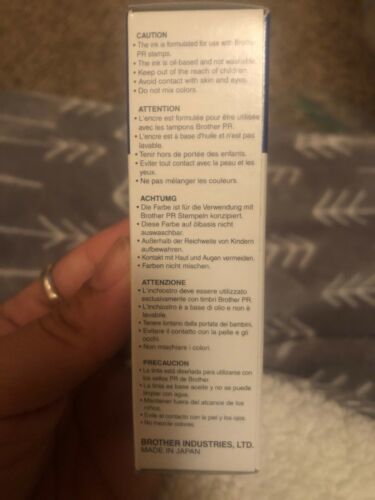 CAUTION
• The ink is formulated for use with Brother
PR stamps.
• The ink is oil-based and not washable.
• Keep out of the reach of children.
• Avoid contact with skin and eyes.
• Do not mix colors.
ATTENTION
• L'encre est formulée pour être utilisée
avec les tampons Brother PR.
• L'encre est à base d'huile et n'est pas
lavable.
• Tenir hors de portée des enfants.
• Eviter tout contact avec la peau et les
yeux.
• Ne pas mélanger les couleurs.
ACHTUMG
• Die Farbe ist für die Verwendung mit
Brother PR Stempeln konzipiert.
• Diese Farbe auf ölbasis nicht
auswaschbar.
• Außerhalb der Reichweite von Kindern
aufbewahren.
• Kontakt mit Haut und Augen vermeiden.
• Farben nicht mischen.
ATTENZIONE
• L'inchiostro deve essere utilizzato
esclusivamente con timbri Brother PR.
• L'inchiostro è a base di olio e non è
lavabile.
• Tenere lontano dalla portata dei bambini.
• Evitare il contatto con la pelle e gli
occhi.
• Non mischiare i colori.
PRECAUCION
• La tinta está diseñada para utilizarse con
los sellos PR de Brother.
• La tinta es base aceite y no se puede
limpiar con agua.
• Mantener fuera del alcance de los
niños.
• Evite el contacto con la piel y los ojos.
• No mezcle colores.
BROTHER INDUSTRIES, LTD.
MADE IN JAPAN